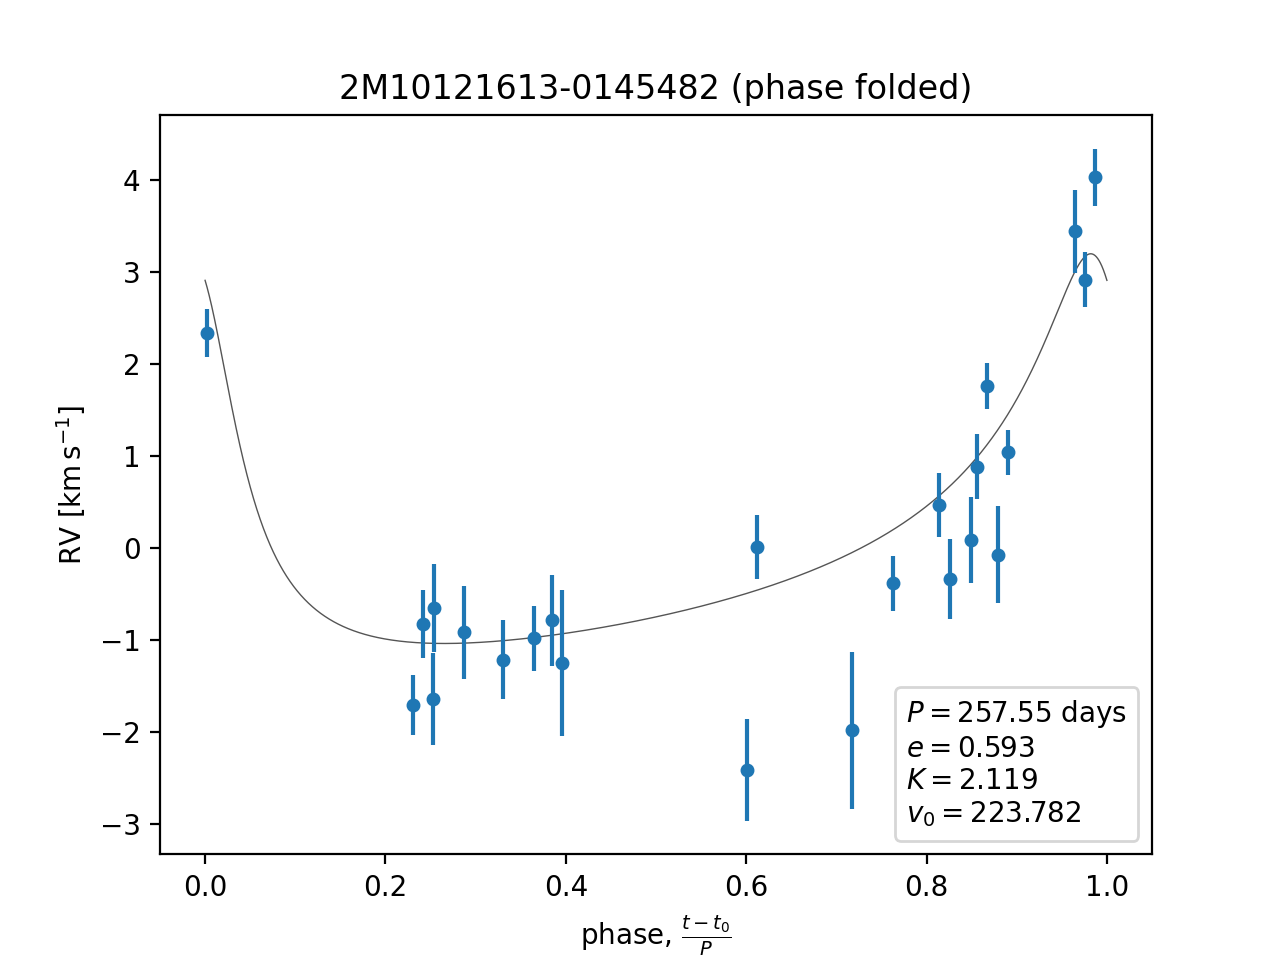 2M10121613-0145482 (phase folded)
RV [km s⁻¹]
4
3
2
1
0
−1
−2
−3
P = 257.55 days
e = 0.593
K = 2.119
v₀ = 223.782
0.0 0.2 0.4 0.6 0.8 1.0
phase, (t − t₀)/P